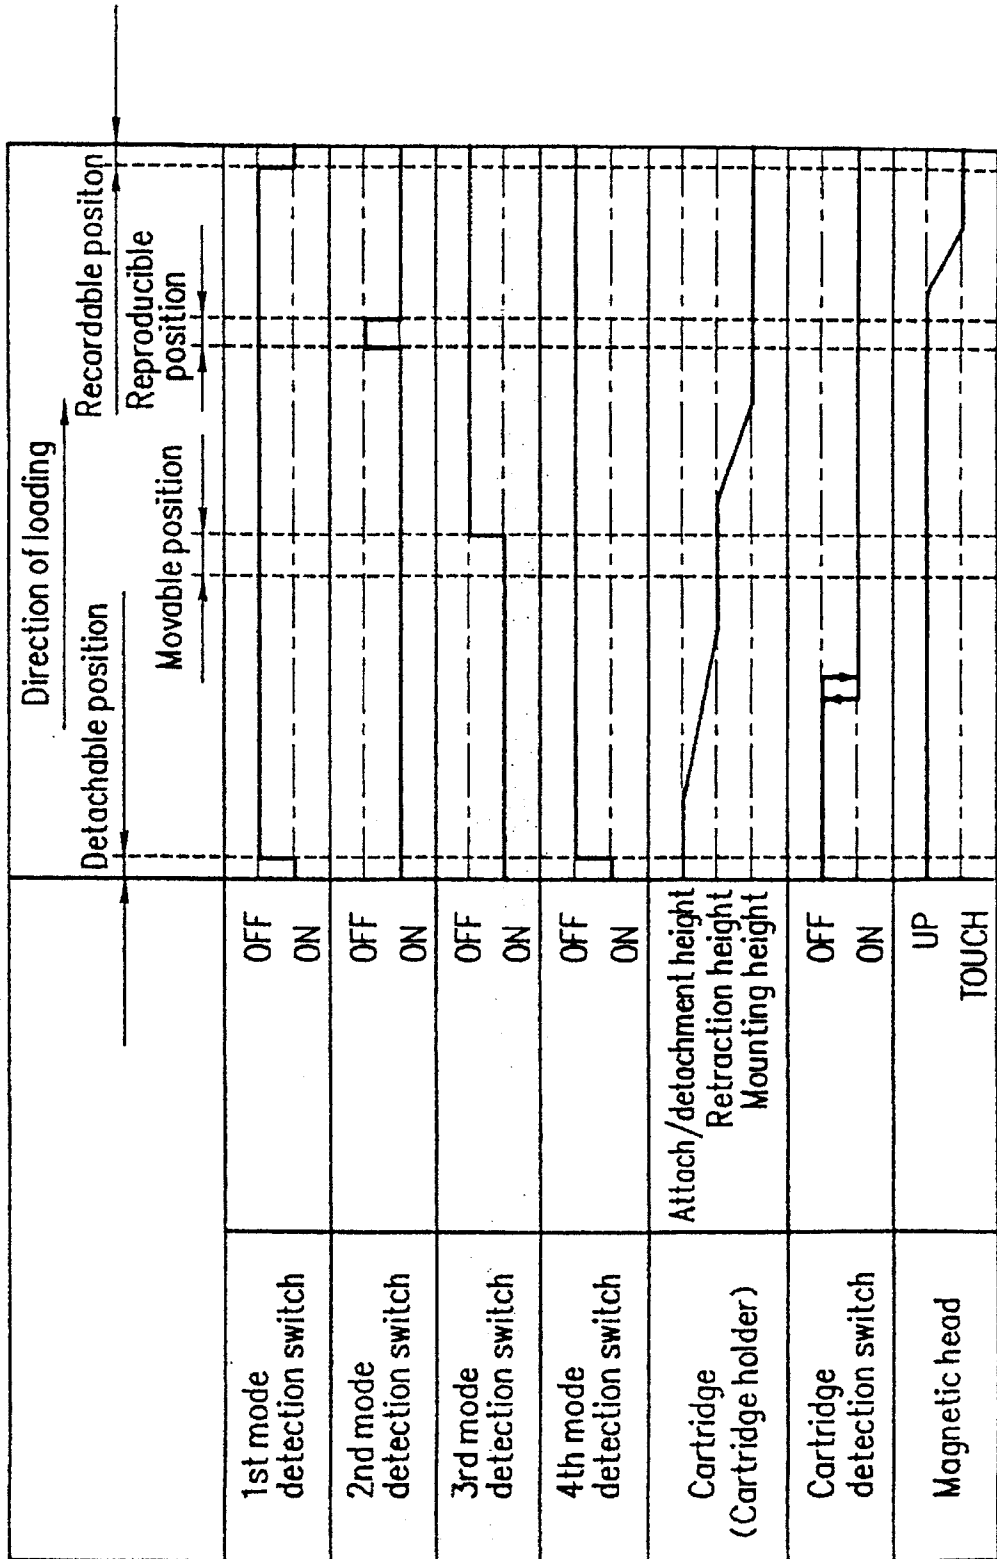 Direction of loading
Detachable position
Recordable positon
Reproducible
position
Movable position
1st mode
detection switch
OFF
ON
2nd mode
detection switch
OFF
ON
3rd mode
detection switch
OFF
ON
4th mode
detection switch
OFF
ON
Cartridge
(Cartridge holder)
Attach/detachment height
Retraction height
Mounting height
Cartridge
detection switch
OFF
ON
Magnetic head
UP
TOUCH